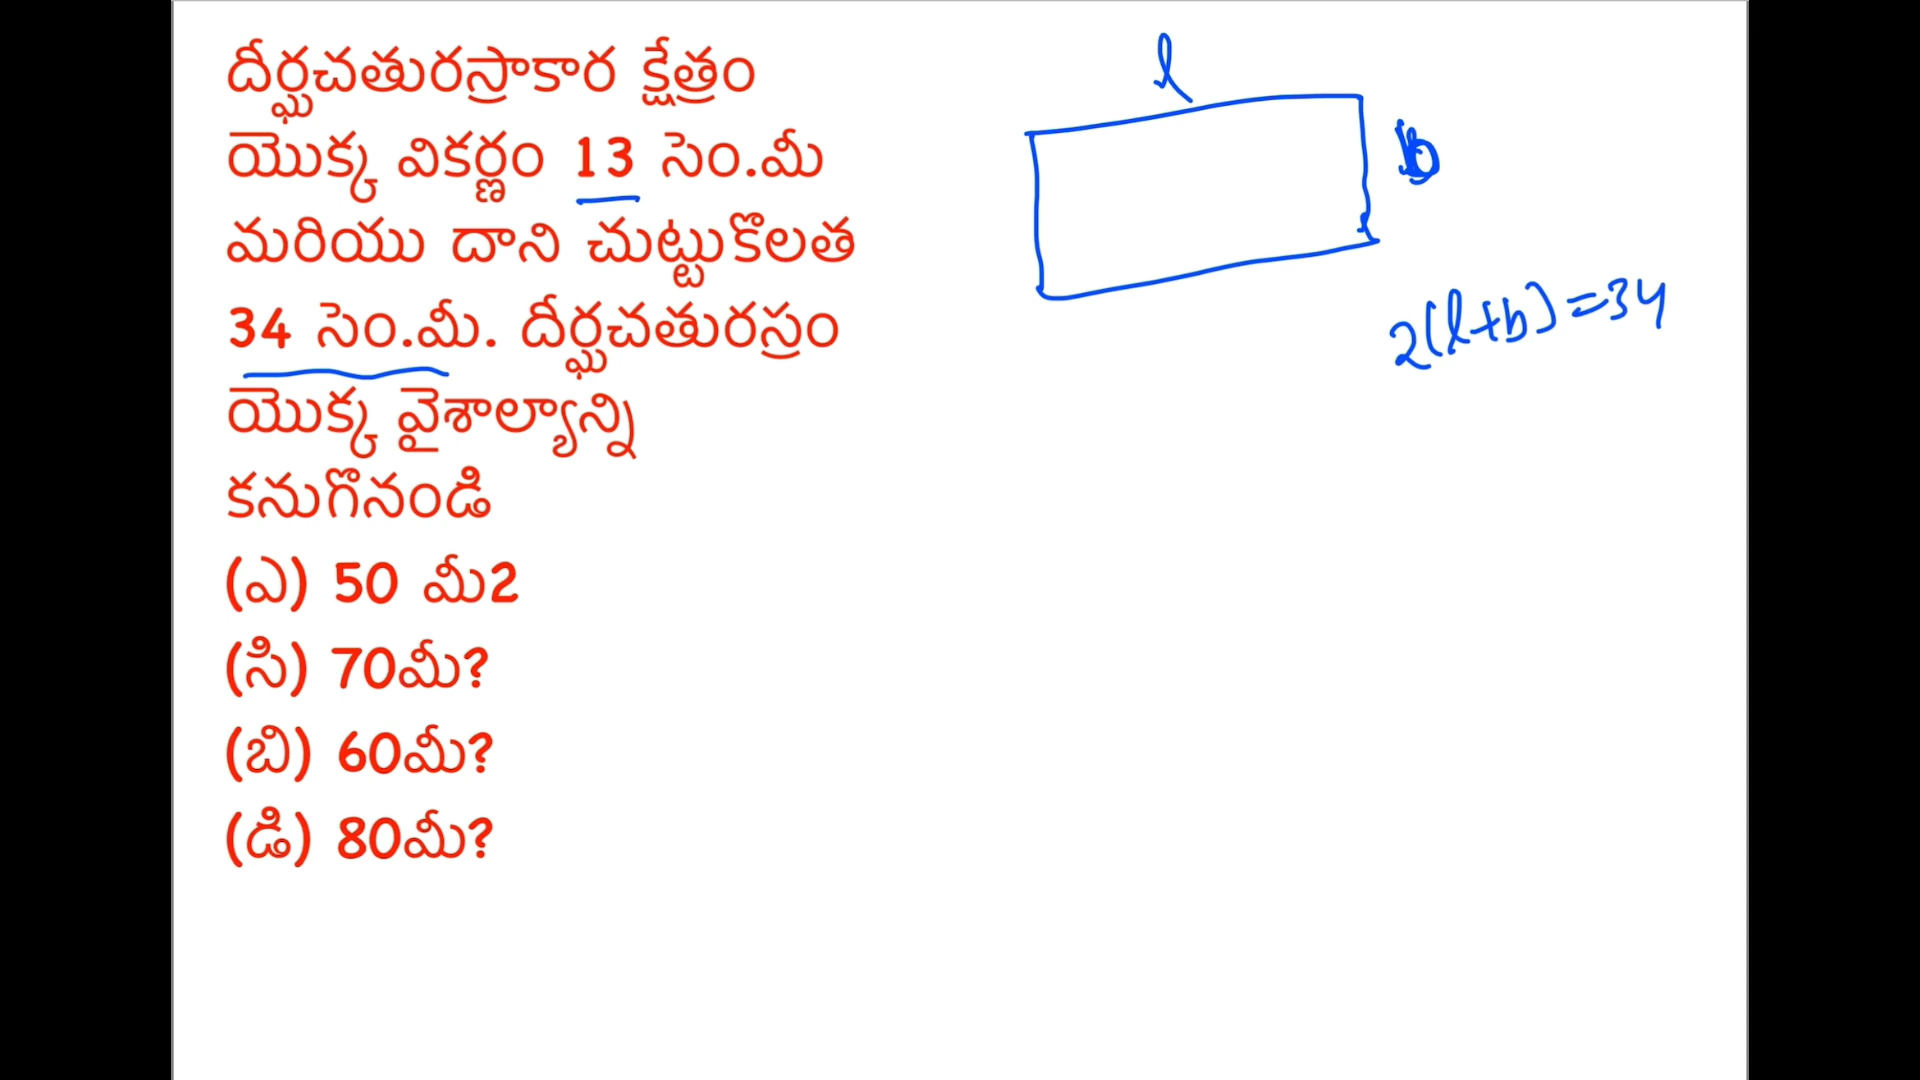 దీర్ఘచతురస్రాకార క్షేత్రం
యొక్క వికర్ణం 13 సెం.మీ
మరియు దాని చుట్టుకొలత
34 సెం.మీ. దీర్ఘచతురస్రం
యొక్క వైశాల్యాన్ని
కనుగొనండి
(ఎ) 50 మీ2
(సి) 70మీ?
(బి) 60మీ?
(డి) 80మీ?
l
b
2(l+b)=34